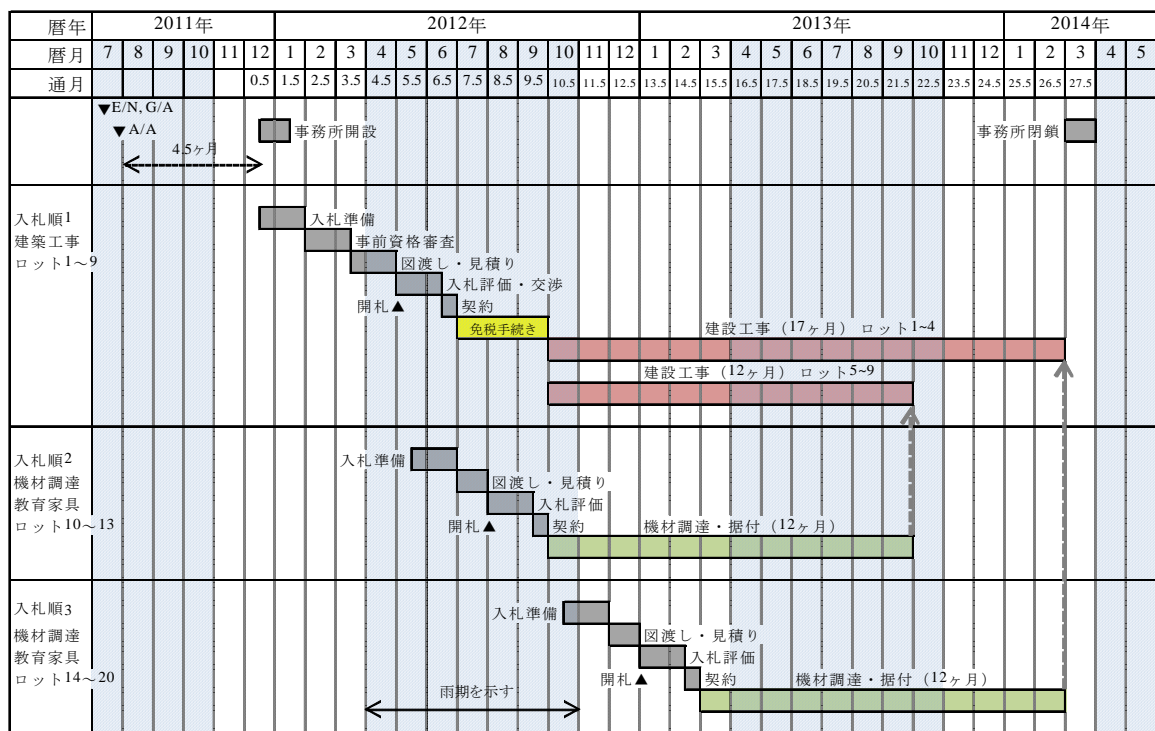 暦年 2011年 2012年 2013年 2014年
暦月 7 8 9 10 11 12 1 2 3 4 5 6 7 8 9 10 11 12 1 2 3 4 5 6 7 8 9 10 11 12 1 2 3 4 5
通月 0.5 1.5 2.5 3.5 4.5 5.5 6.5 7.5 8.5 9.5 10.5 11.5 12.5 13.5 14.5 15.5 16.5 17.5 18.5 19.5 20.5 21.5 22.5 23.5 24.5 25.5 26.5 27.5
▼E/N, G/A
▼A/A 事務所開設 事務所閉鎖
4.5ヶ月
入札順1 入札準備
建築工事 事前資格審査
ロット1～9 図渡し・見積り
入札評価・交渉
開札▲ 契約
免税手続き 建設工事（17ヶ月）ロット1~4
建設工事（12ヶ月）ロット5~9
入札順2 入札準備
機材調達 図渡し・見積り
教育家具 入札評価
ロット10～13 開札▲ 契約 機材調達・据付（12ヶ月）
入札順3 入札準備
機材調達 図渡し・見積り
教育家具 入札評価
ロット14～20 開札▲ 契約 機材調達・据付（12ヶ月）
雨期を示す